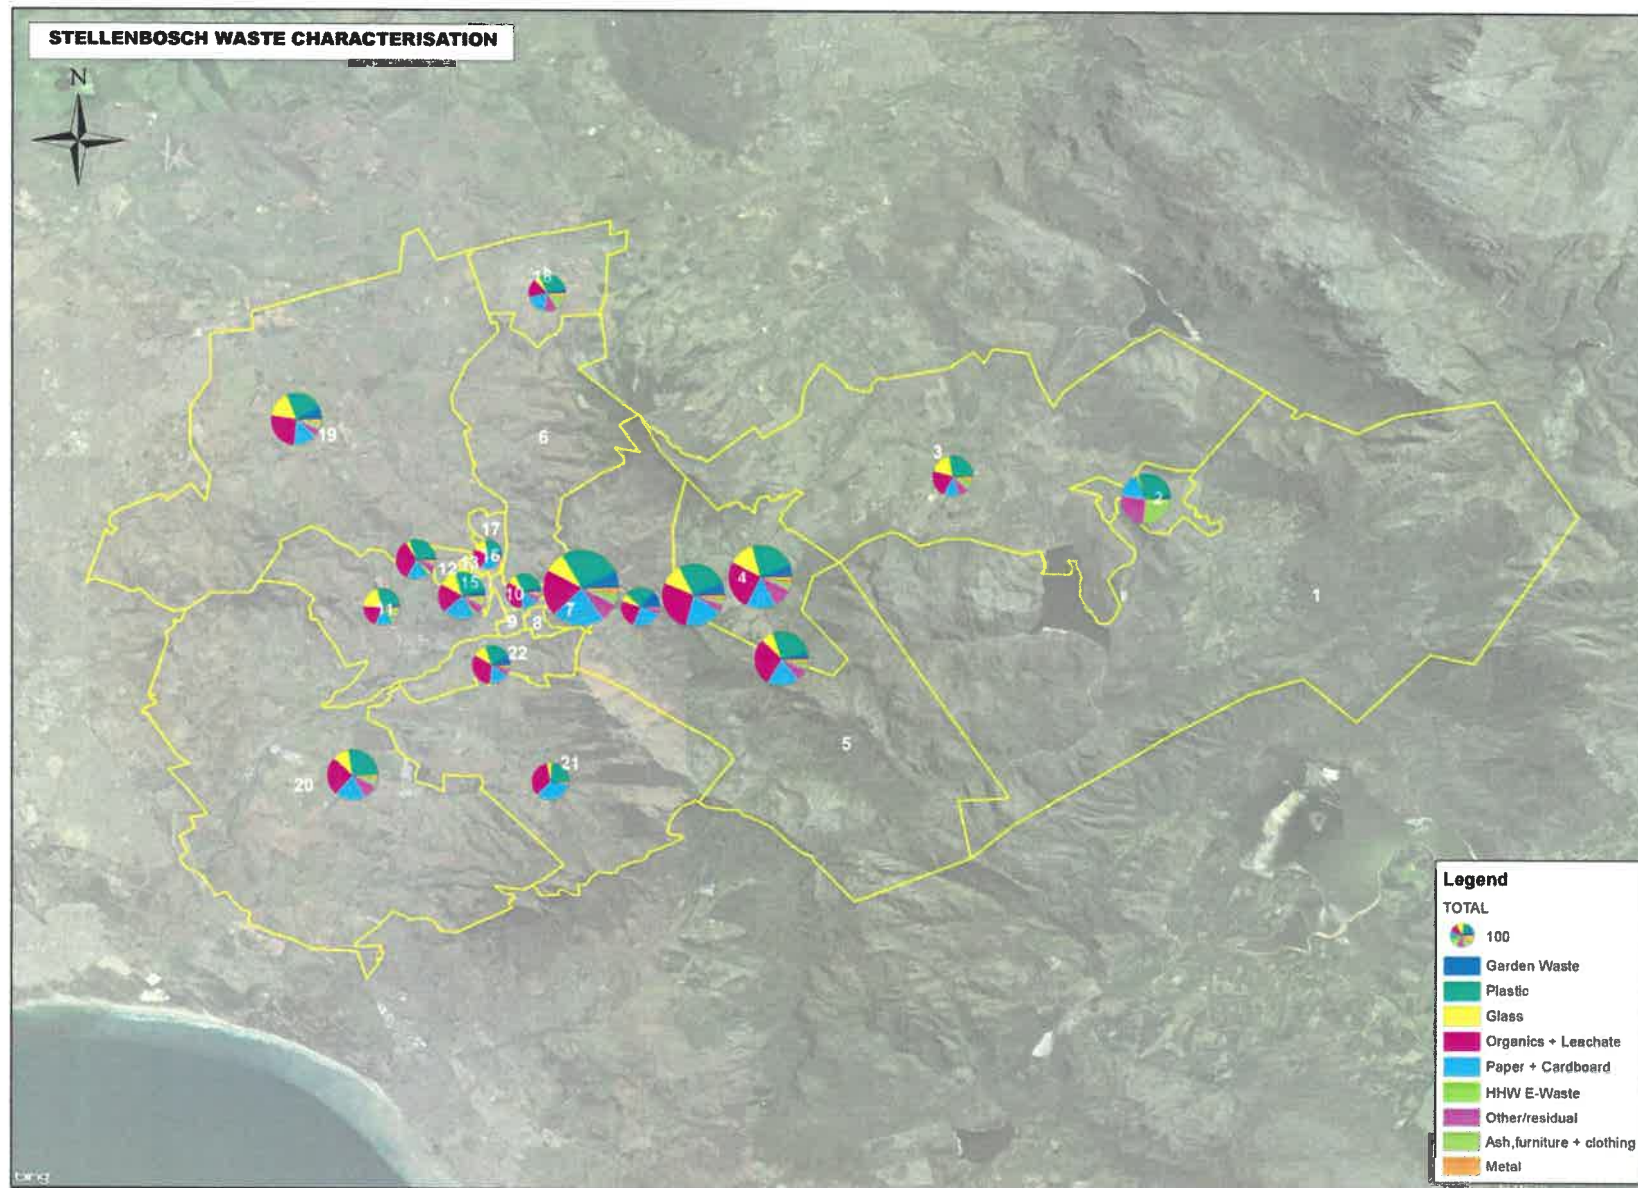 STELLENBOSCH WASTE CHARACTERISATION
N
18
19
6
3
2
17
16
13
12
15
10
4
7
11
9
8
1
22
5
21
20
Legend
TOTAL
100
Garden Waste
Plastic
Glass
Organics + Leachate
Paper + Cardboard
HHW E-Waste
Other/residual
Ash,furniture + clothing
Metal
bing